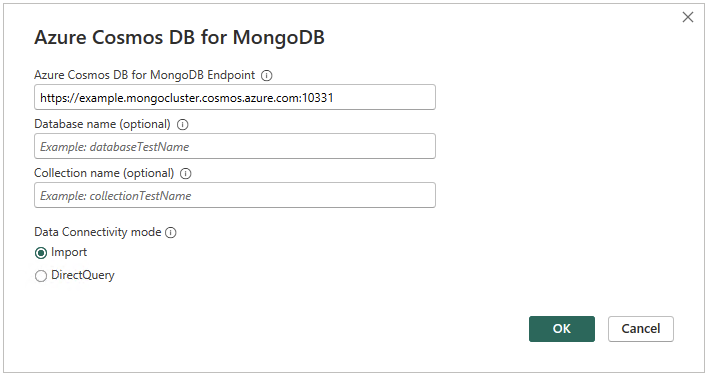 Azure Cosmos DB for MongoDB
Azure Cosmos DB for MongoDB Endpoint
https://example.mongocluster.cosmos.azure.com:10331
Database name (optional)
Example: databaseTestName
Collection name (optional)
Example: collectionTestName
Data Connectivity mode
Import
DirectQuery
OK Cancel